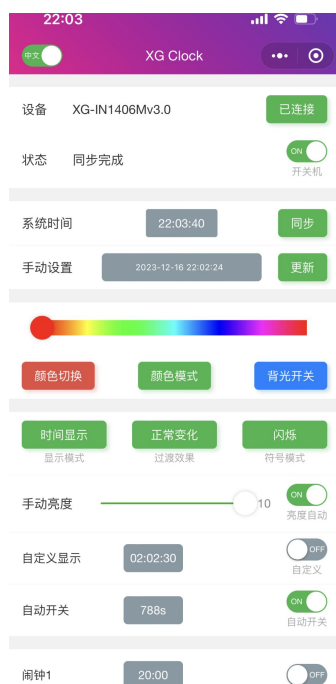 22:03
中文
XG Clock
设备 XG-IN1406Mv3.0 已连接
状态 同步完成 ON
开关机
系统时间 22:03:40 同步
手动设置 2023-12-16 22:02:24 更新
颜色切换 颜色模式 背光开关
时间显示 正常变化 闪烁
显示模式 过渡效果 符号模式
手动亮度 10 ON
亮度自动
自定义显示 02:02:30 OFF
自定义
自动开关 788s ON
自动开关
闹钟1 20:00 OFF